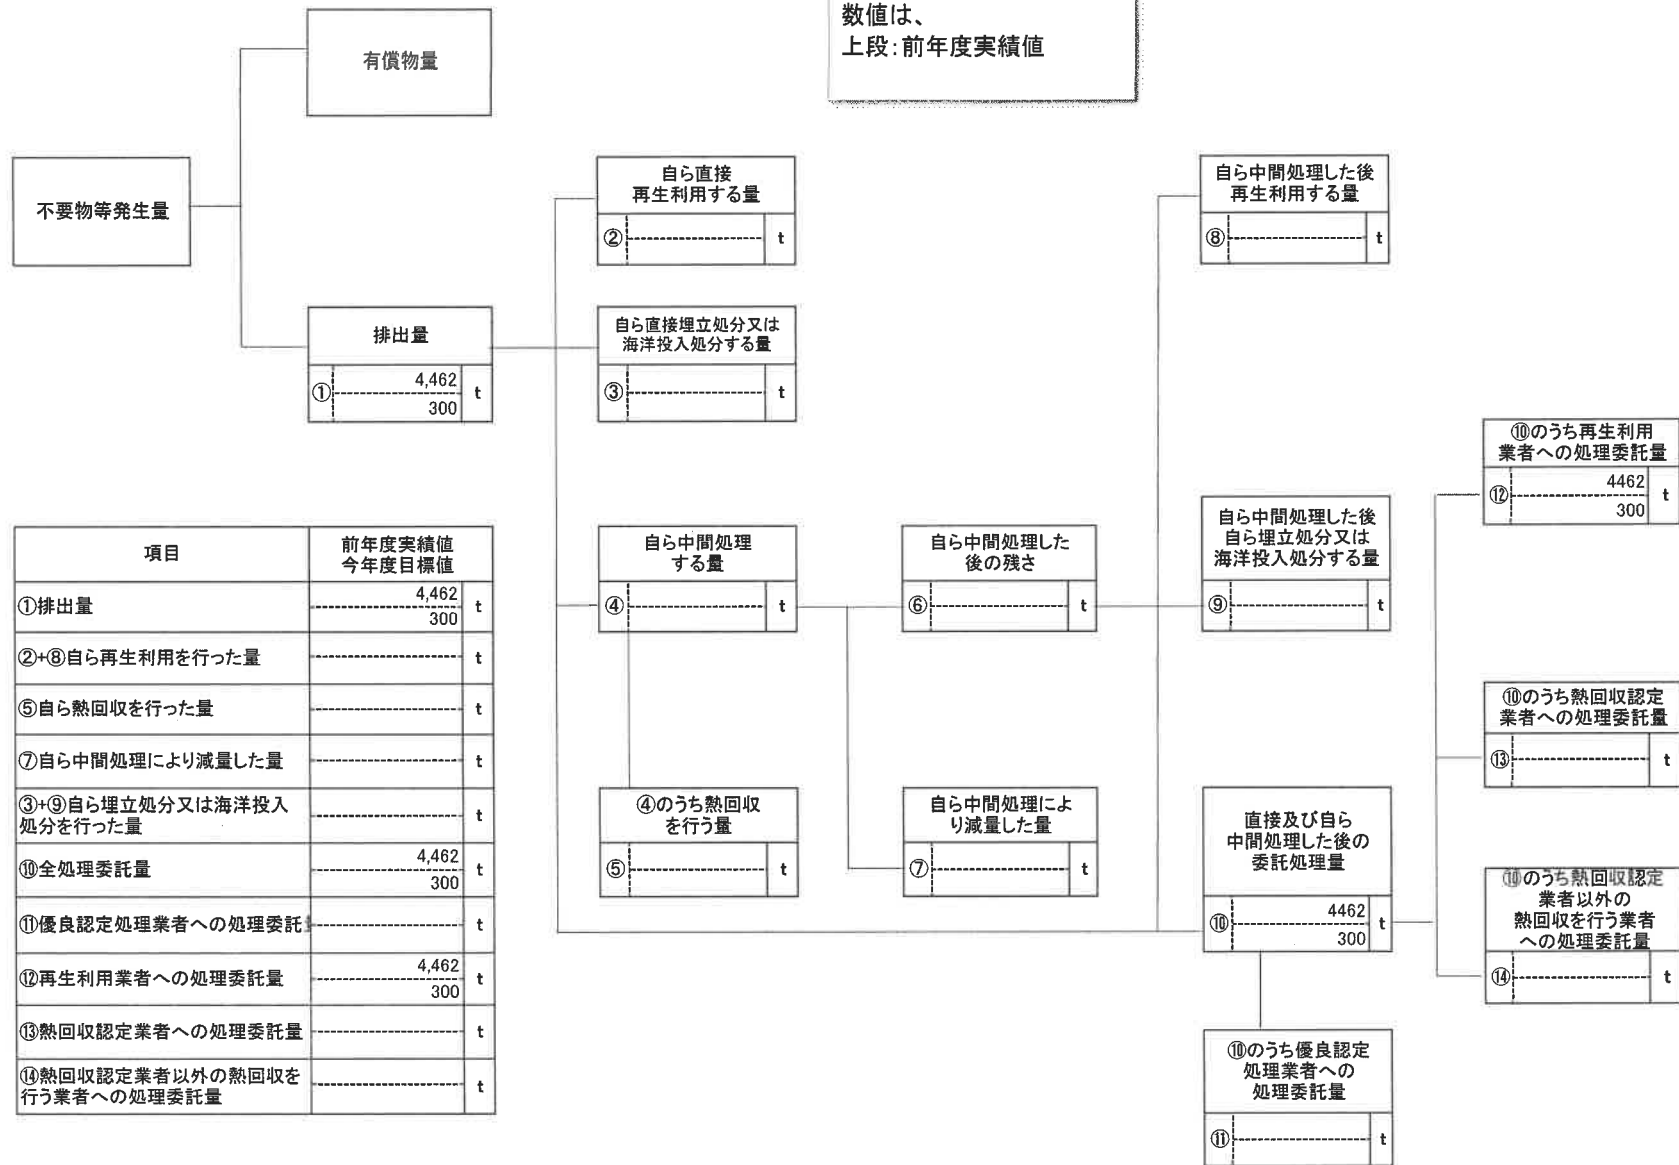 数値は、
上段：前年度実績値
有償物量
不要物等発生量
排出量
① 4,462 t
300
自ら直接
再生利用する量
② t
自ら直接埋立処分又は
海洋投入処分する量
③ t
自ら中間処理
する量
④ t
④のうち熱回収
を行う量
⑤ t
自ら中間処理した
後の残さ
⑥ t
自ら中間処理によ
り減量した量
⑦ t
自ら中間処理した後
再生利用する量
⑧ t
自ら中間処理した後
自ら埋立処分又は
海洋投入処分する量
⑨ t
直接及び自ら
中間処理した後の
委託処理量
⑩ 4462 t
300
⑩のうち優良認定
処理業者への
処理委託量
⑪ t
⑩のうち再生利用
業者への処理委託量
⑫ 4462 t
300
⑩のうち熱回収認定
業者への処理委託量
⑬ t
⑩のうち熱回収認定
業者以外の
熱回収を行う業者
への処理委託量
⑭ t
項目 前年度実績値
今年度目標値
①排出量 4,462 t
300
②+⑧自ら再生利用を行った量 t
⑤自ら熱回収を行った量 t
⑦自ら中間処理により減量した量 t
③+⑨自ら埋立処分又は海洋投入
処分を行った量 t
⑩全処理委託量 4,462 t
300
⑪優良認定処理業者への処理委託 t
⑫再生利用業者への処理委託量 4,462 t
300
⑬熱回収認定業者への処理委託量 t
⑭熱回収認定業者以外の熱回収を
行う業者への処理委託量 t